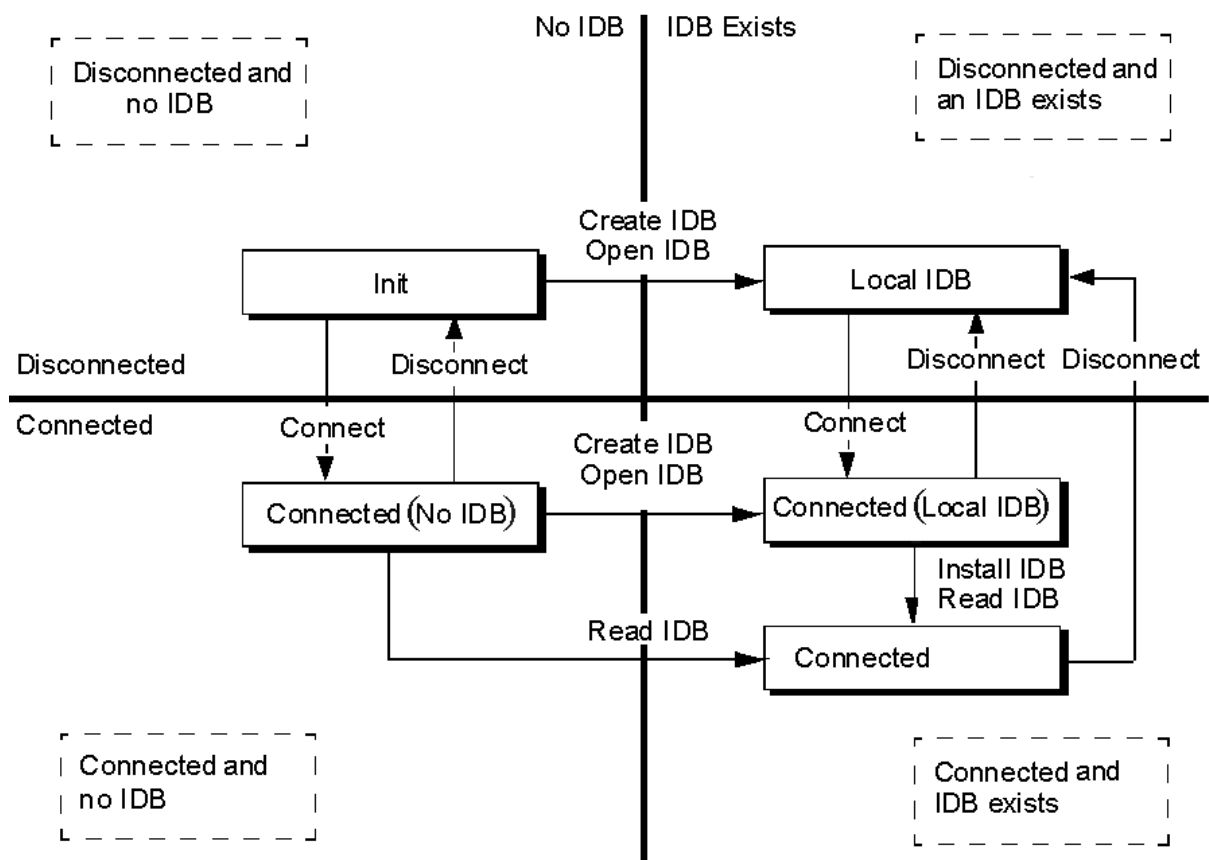 No IDB
IDB Exists
Disconnected and
no IDB
Disconnected and
an IDB exists
Create IDB
Open IDB
Init
Local IDB
Disconnected
Disconnect
Disconnect
Disconnect
Connected
Connect
Create IDB
Open IDB
Connect
Connected (No IDB)
Connected (Local IDB)
Install IDB
Read IDB
Read IDB
Connected
Connected and
no IDB
Connected and
IDB exists